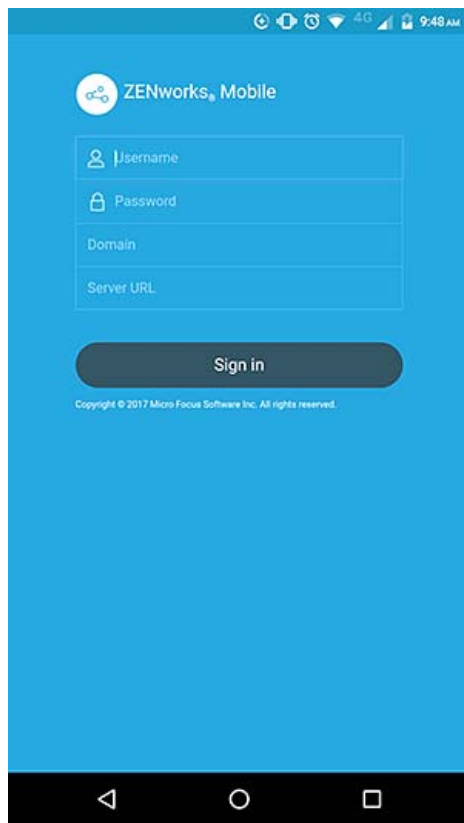 4G 9:48 AM
ZENworks® Mobile
Username
Password
Domain
Server URL
Sign in
Copyright © 2017 Micro Focus Software Inc. All rights reserved.